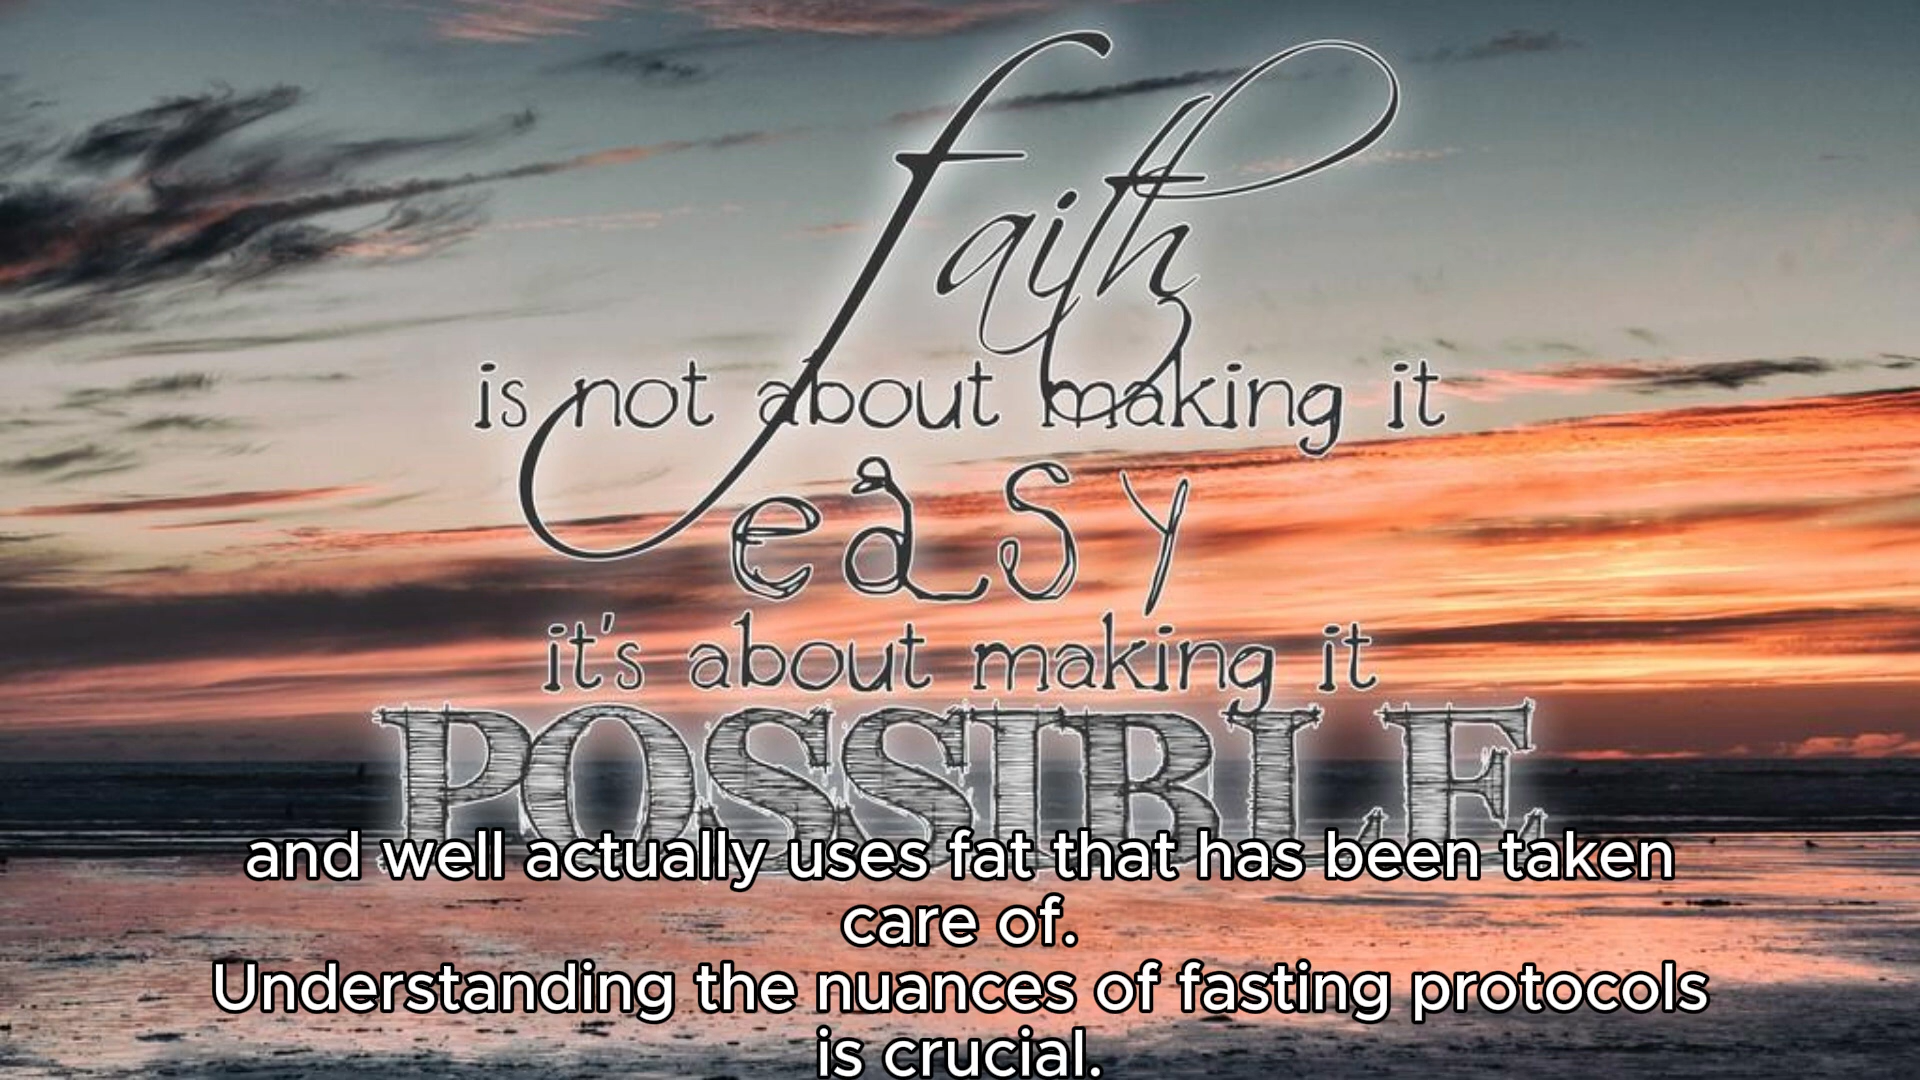 faith
is not about making it
easy
it's about making it
POSSIBLE
and well actually uses fat that has been taken
care of.
Understanding the nuances of fasting protocols
is crucial.